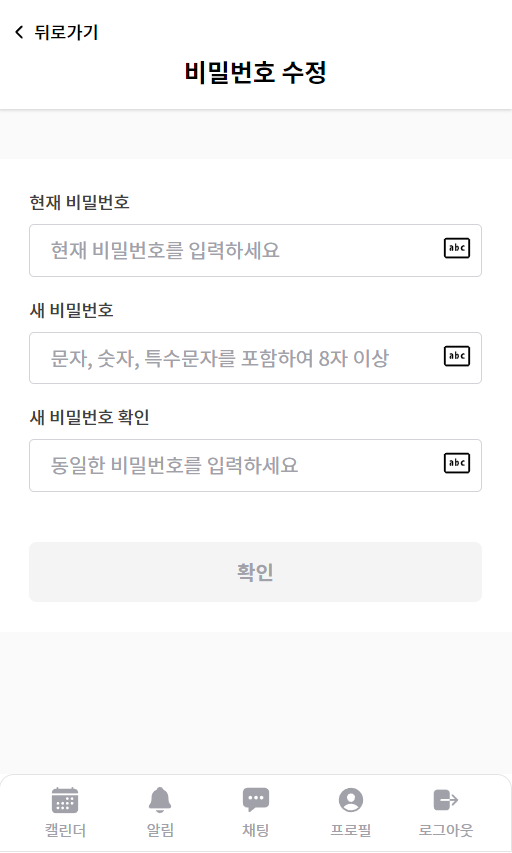 뒤로가기
비밀번호 수정
현재 비밀번호
현재 비밀번호를 입력하세요
abc
새 비밀번호
문자, 숫자, 특수문자를 포함하여 8자 이상
abc
새 비밀번호 확인
동일한 비밀번호를 입력하세요
abc
확인
캘린더 알림 채팅 프로필 로그아웃